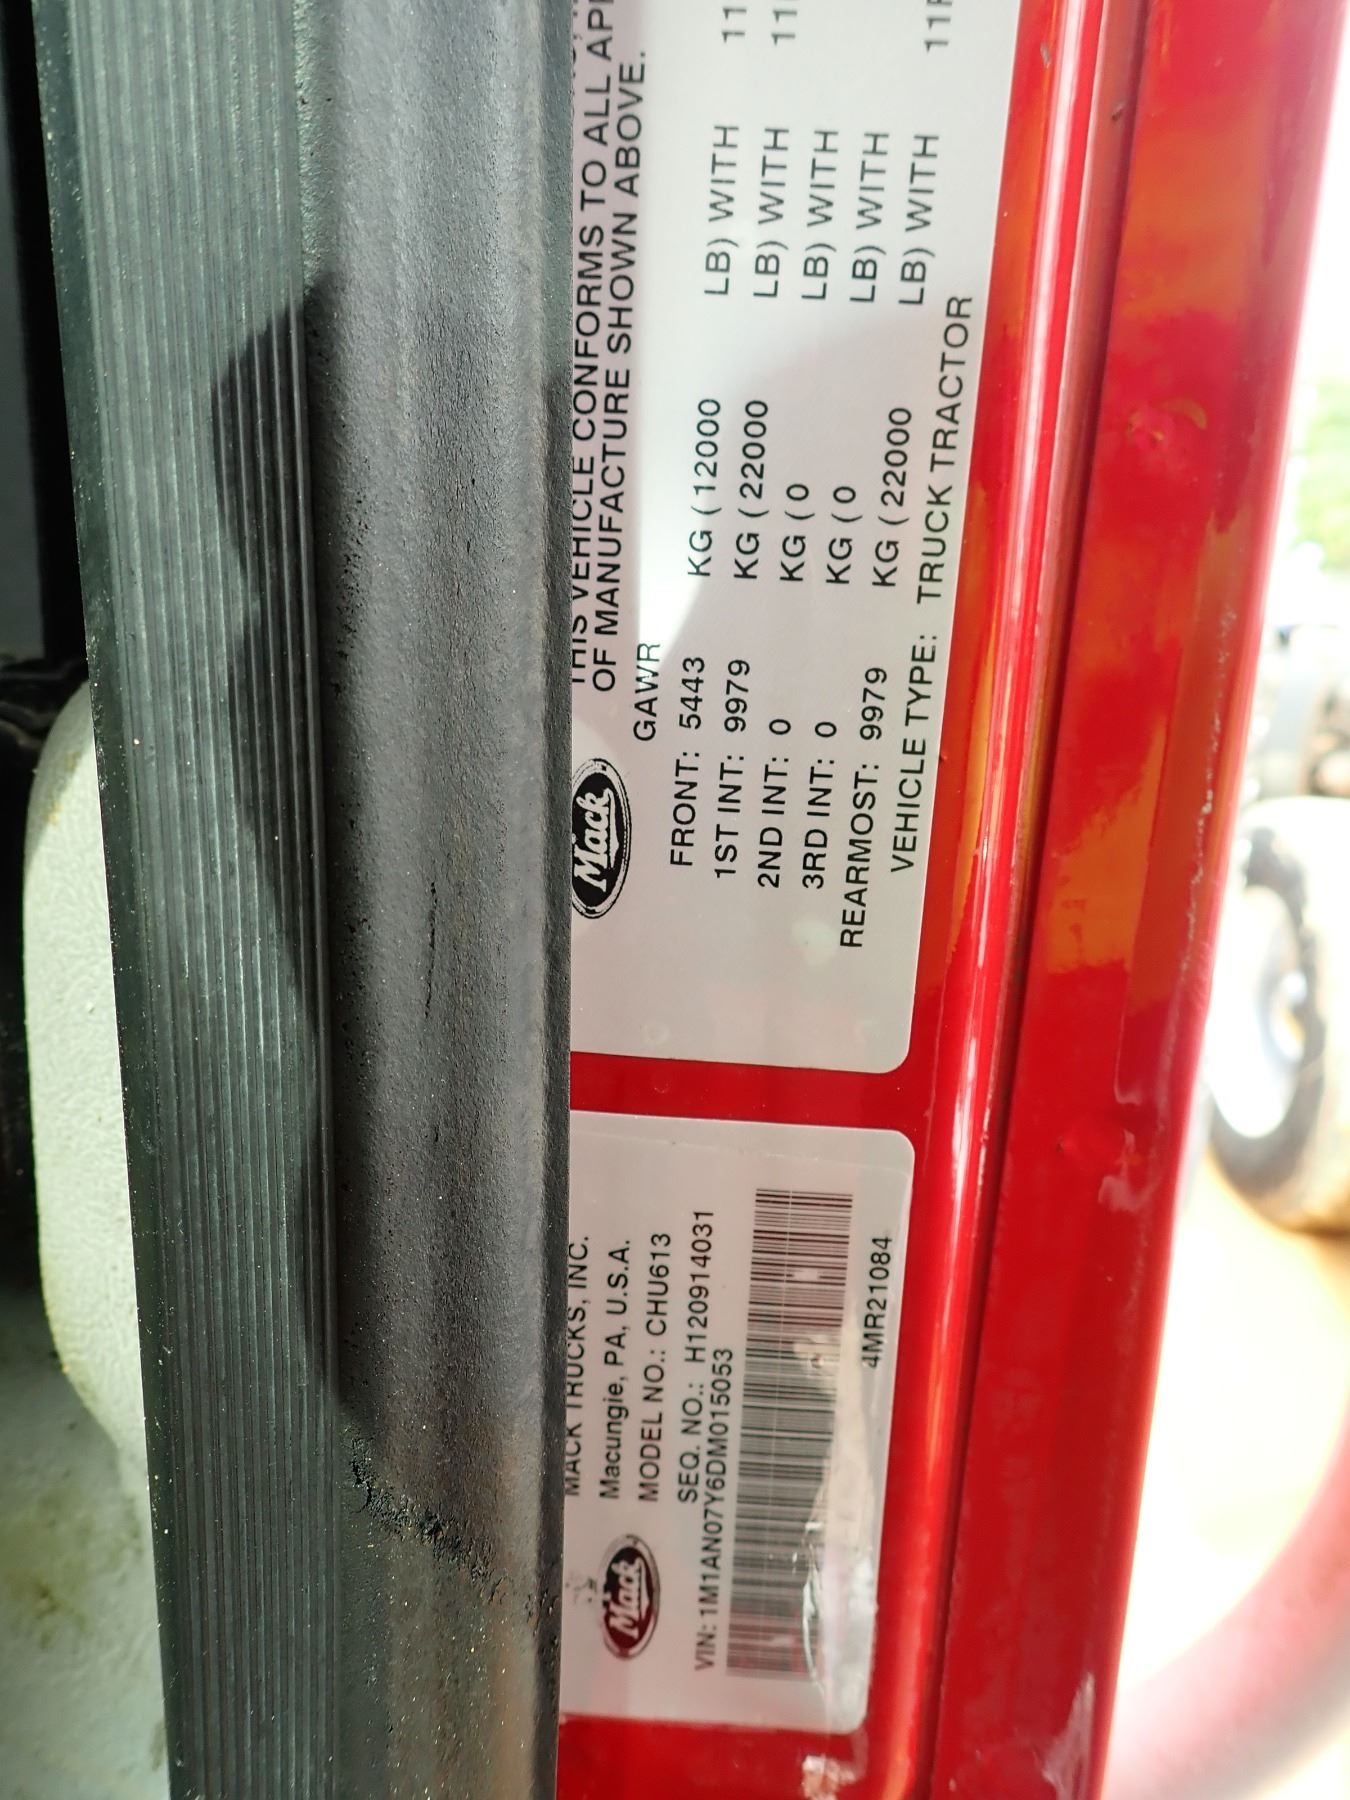 THIS VEHICLE CONFORMS TO ALL
OF MANUFACTURE SHOWN ABOVE.
Mack
GAWR
FRONT: 5443 KG (12000 LB) WITH 11
1ST INT: 9979 KG (22000 LB) WITH 11
2ND INT: 0 KG (0 LB) WITH
3RD INT: 0 KG (0 LB) WITH
REARMOST: 9979 KG (22000 LB) WITH 11
VEHICLE TYPE: TRUCK TRACTOR
MACK TRUCKS, INC.
Macungie, PA, U.S.A.
MODEL NO.: CHU613
SEQ. NO.: H120914031
Mack
VIN: 1M1AN07Y6DM015053
4MR21084